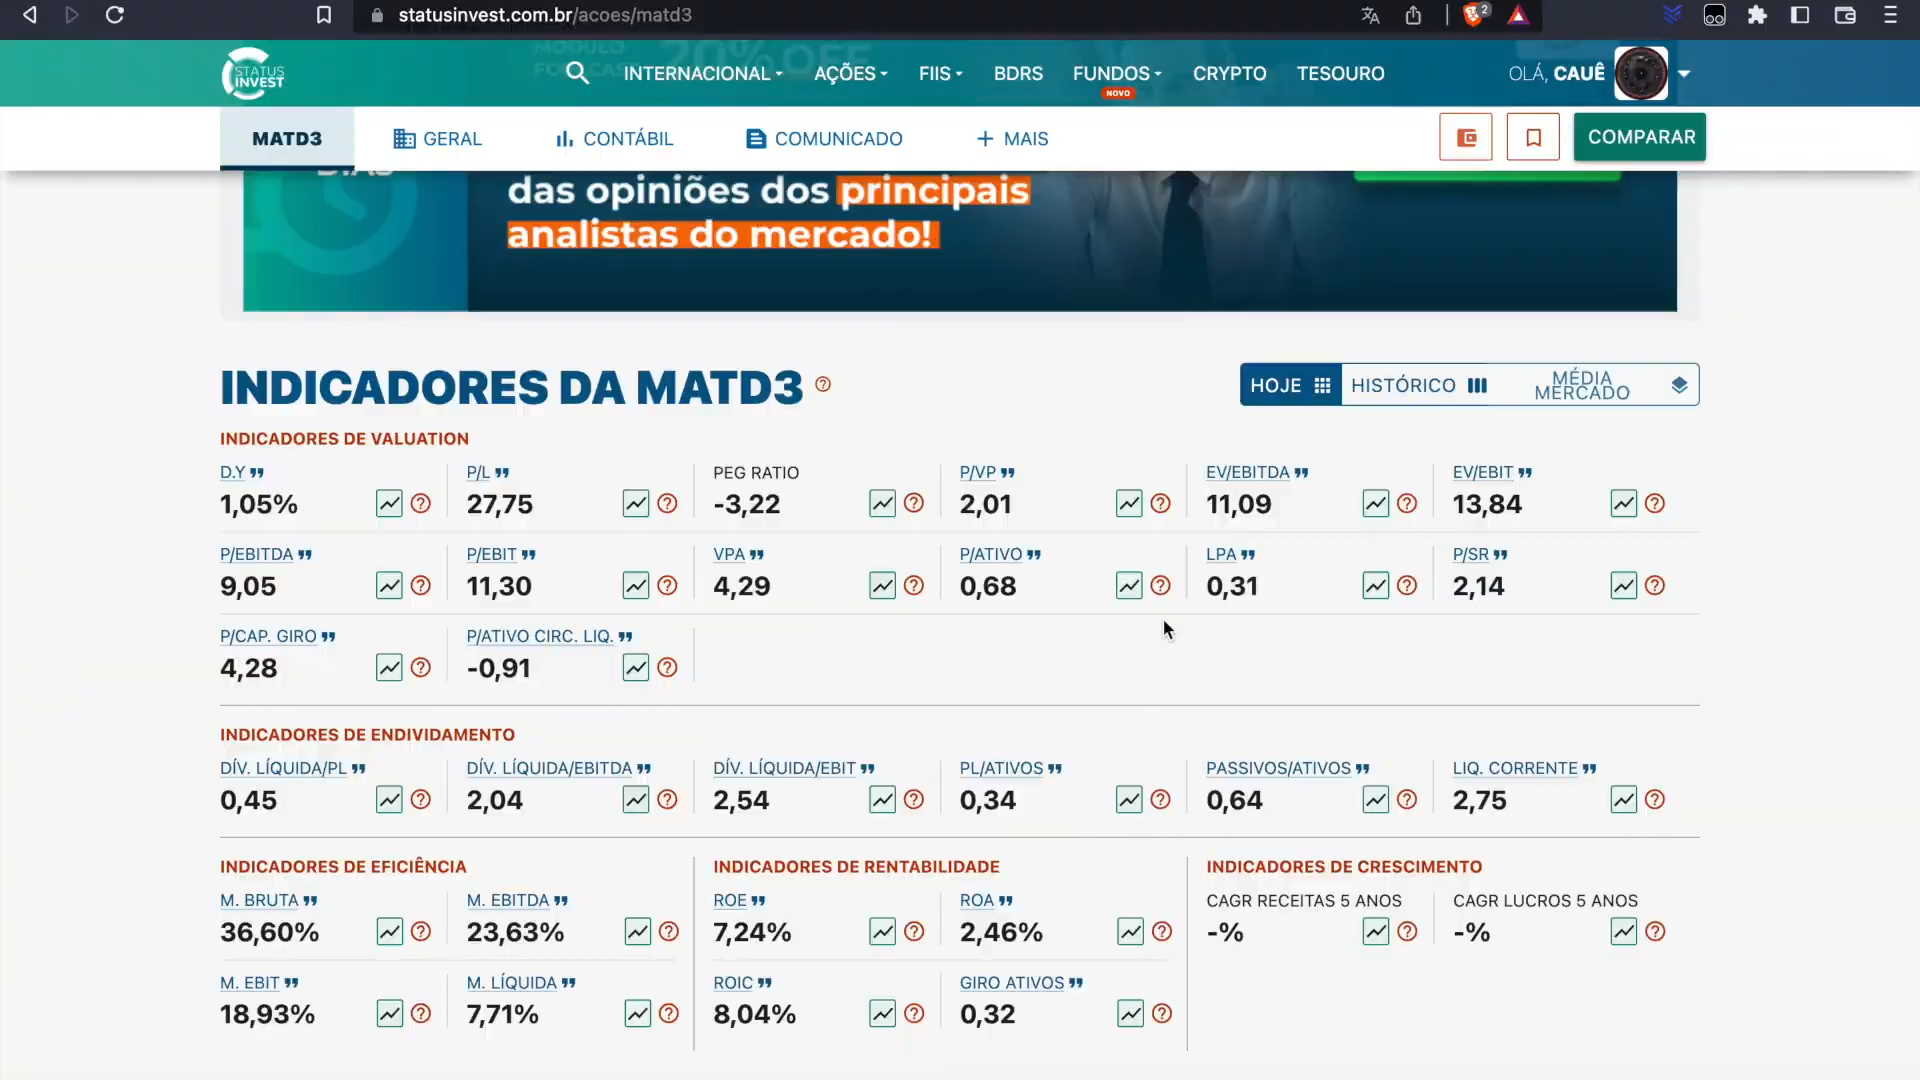 statusinvest.com.br/acoes/matd3
2
STATUS
INVEST
20% OFF
INTERNACIONAL
AÇÕES
FIIS
BDRS
FUNDOS
NOVO
CRYPTO
TESOURO
OLÁ, CAUÊ
MATD3
GERAL
CONTÁBIL
COMUNICADO
+ MAIS
COMPARAR
DIAS
das opiniões dos principais
analistas do mercado!
INDICADORES DA MATD3
HOJE
HISTÓRICO
MÉDIA
MERCADO
INDICADORES DE VALUATION
D.Y P/L PEG RATIO P/VP EV/EBITDA EV/EBIT
1,05% 27,75 -3,22 2,01 11,09 13,84
P/EBITDA P/EBIT VPA P/ATIVO LPA P/SR
9,05 11,30 4,29 0,68 0,31 2,14
P/CAP. GIRO P/ATIVO CIRC. LIQ.
4,28 -0,91
INDICADORES DE ENDIVIDAMENTO
DÍV. LÍQUIDA/PL DÍV. LÍQUIDA/EBITDA DÍV. LÍQUIDA/EBIT PL/ATIVOS PASSIVOS/ATIVOS LIQ. CORRENTE
0,45 2,04 2,54 0,34 0,64 2,75
INDICADORES DE EFICIÊNCIA INDICADORES DE RENTABILIDADE INDICADORES DE CRESCIMENTO
M. BRUTA M. EBITDA ROE ROA CAGR RECEITAS 5 ANOS CAGR LUCROS 5 ANOS
36,60% 23,63% 7,24% 2,46% -% -%
M. EBIT M. LÍQUIDA ROIC GIRO ATIVOS
18,93% 7,71% 8,04% 0,32